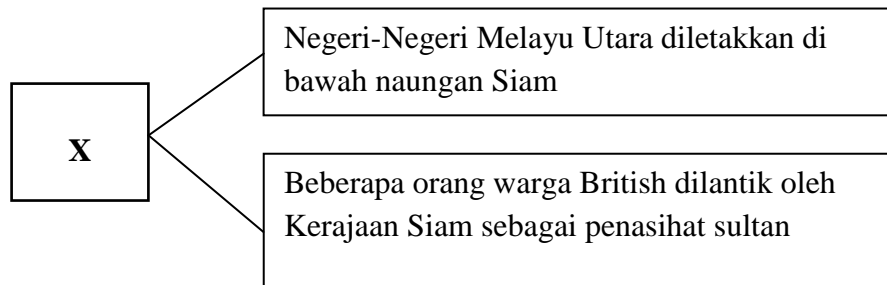 X
Negeri-Negeri Melayu Utara diletakkan di
bawah naungan Siam
Beberapa orang warga British dilantik oleh
Kerajaan Siam sebagai penasihat sultan